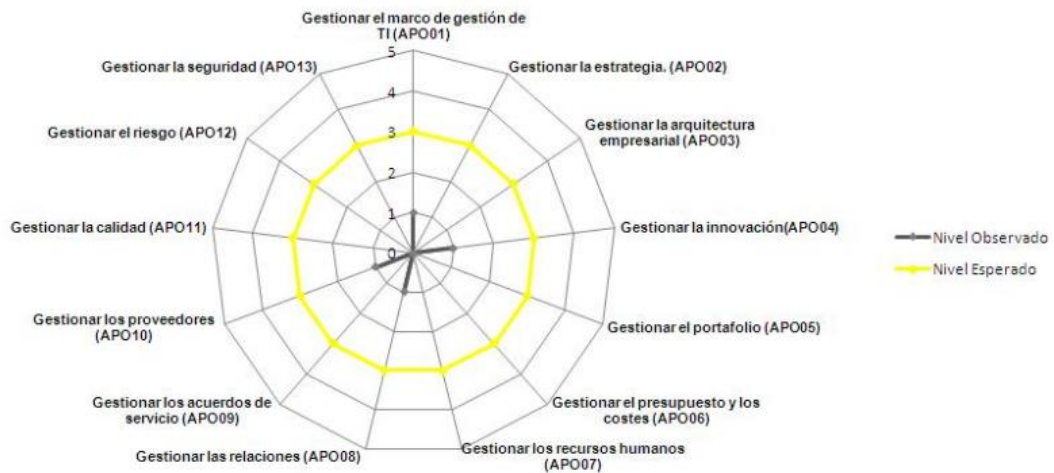 Gestionar el marco de gestión de
TI (APO01)
5
4
3
2
1
0
Gestionar la estrategia. (APO02)
Gestionar la arquitectura
empresarial (APO03)
Gestionar la innovación(APO04)
Gestionar el portafolio (APO05)
Gestionar el presupuesto y los
costes (APO06)
Gestionar los recursos humanos
(APO07)
Gestionar las relaciones (APO08)
Gestionar los acuerdos de
servicio (APO09)
Gestionar los proveedores
(APO10)
Gestionar la calidad (APO11)
Gestionar el riesgo (APO12)
Gestionar la seguridad (APO13)
Nivel Observado
Nivel Esperado